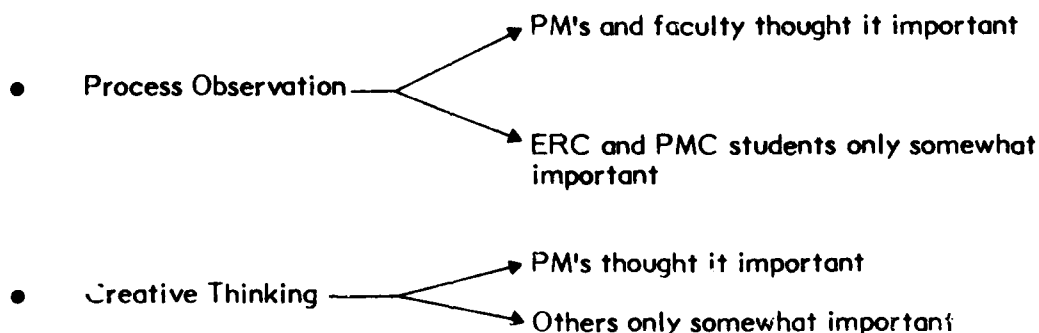 PM's and faculty thought it important
● Process Observation
ERC and PMC students only somewhat
important
PM's thought it important
● Creative Thinking
Others only somewhat important